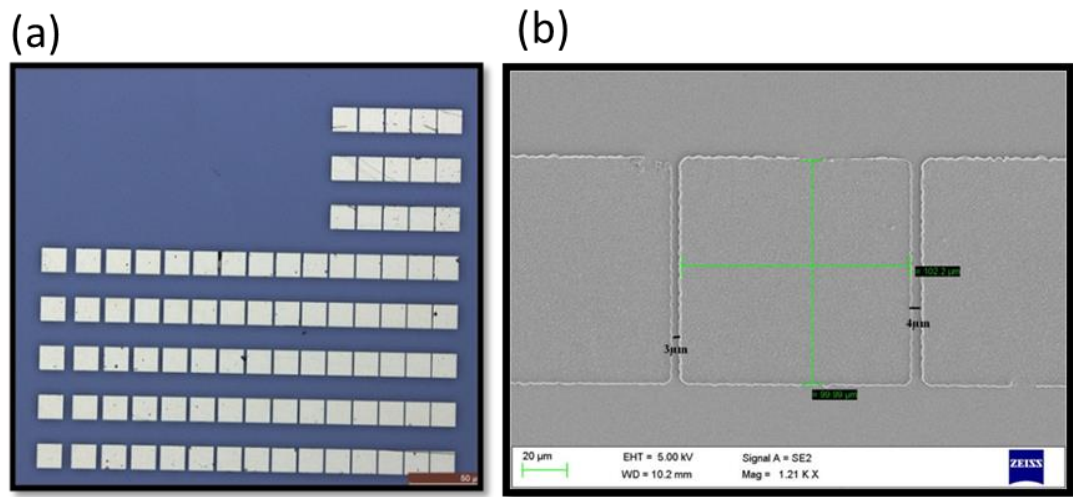 (a)
(b)
50 µm
= 102.2 µm
3µm
4µm
= 99.99 µm
20 µm
EHT = 5.00 kV
Signal A = SE2
WD = 10.2 mm
Mag = 1.21 K X
ZEISS